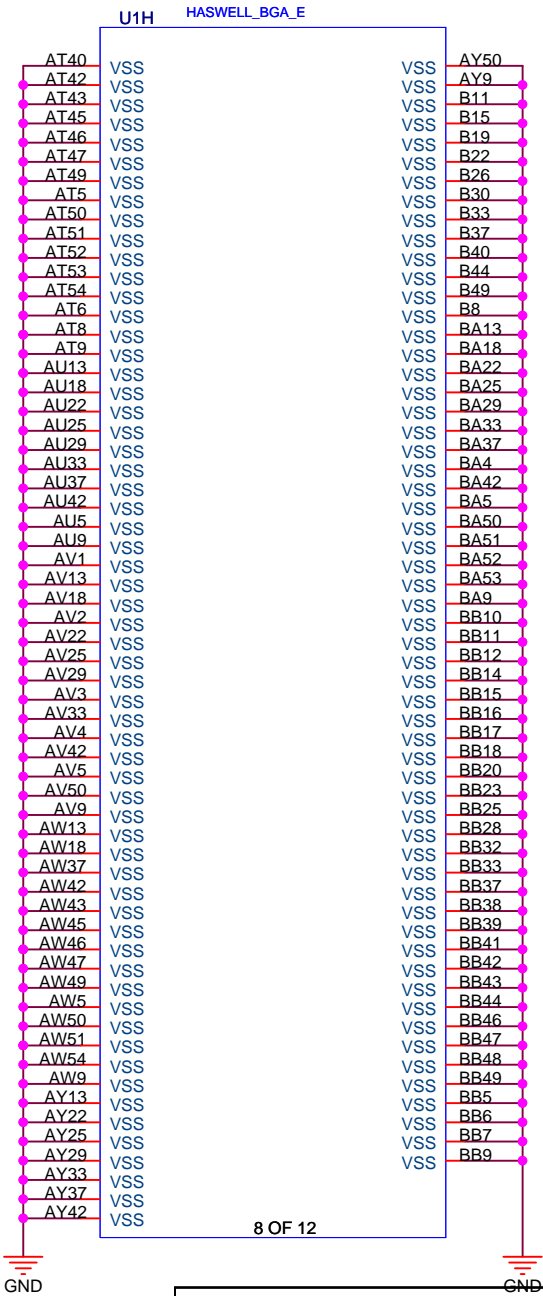 U1H HASWELL_BGA_E
AT40 VSS VSS AY50
AT42 VSS VSS AY9
AT43 VSS VSS B11
AT45 VSS VSS B15
AT46 VSS VSS B19
AT47 VSS VSS B22
AT49 VSS VSS B26
AT5 VSS VSS B30
AT50 VSS VSS B33
AT51 VSS VSS B37
AT52 VSS VSS B40
AT53 VSS VSS B44
AT54 VSS VSS B49
AT6 VSS VSS B8
AT8 VSS VSS BA13
AT9 VSS VSS BA18
AU13 VSS VSS BA22
AU18 VSS VSS BA25
AU22 VSS VSS BA29
AU25 VSS VSS BA33
AU29 VSS VSS BA37
AU33 VSS VSS BA4
AU37 VSS VSS BA42
AU42 VSS VSS BA5
AU5 VSS VSS BA50
AU9 VSS VSS BA51
AV1 VSS VSS BA52
AV13 VSS VSS BA53
AV18 VSS VSS BA9
AV2 VSS VSS BB10
AV22 VSS VSS BB11
AV25 VSS VSS BB12
AV29 VSS VSS BB14
AV3 VSS VSS BB15
AV33 VSS VSS BB16
AV4 VSS VSS BB17
AV42 VSS VSS BB18
AV5 VSS VSS BB20
AV50 VSS VSS BB23
AV9 VSS VSS BB25
AW13 VSS VSS BB28
AW18 VSS VSS BB32
AW37 VSS VSS BB33
AW42 VSS VSS BB37
AW43 VSS VSS BB38
AW45 VSS VSS BB39
AW46 VSS VSS BB41
AW47 VSS VSS BB42
AW49 VSS VSS BB43
AW5 VSS VSS BB44
AW50 VSS VSS BB46
AW51 VSS VSS BB47
AW54 VSS VSS BB48
AW9 VSS VSS BB49
AY13 VSS VSS BB5
AY22 VSS VSS BB6
AY25 VSS VSS BB7
AY29 VSS VSS BB9
AY33 VSS
AY37 VSS
AY42 VSS
8 OF 12
GND GND